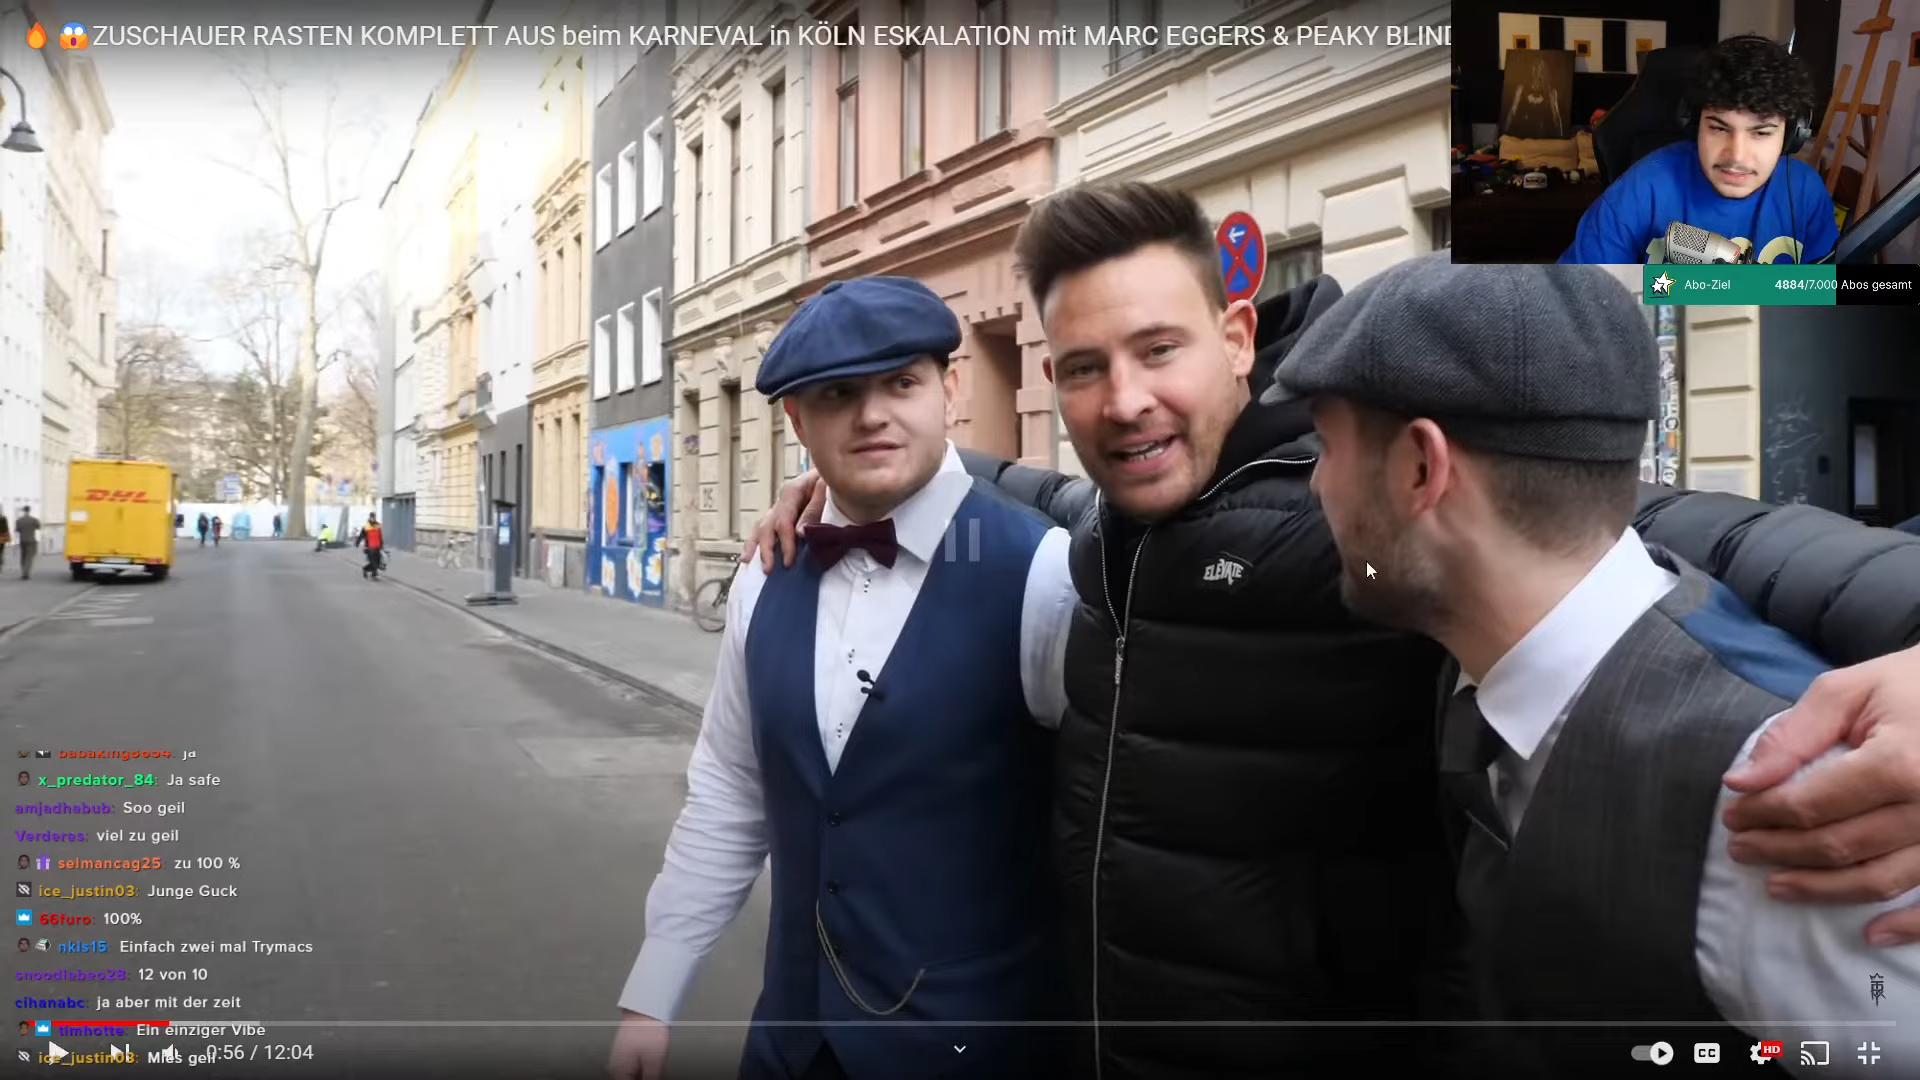 🔥😱ZUSCHAUER RASTEN KOMPLETT AUS beim KARNEVAL in KÖLN ESKALATION mit MARC EGGERS & PEAKY BLIND
Abo-Ziel 4884/7.000 Abos gesamt
DHL
ELEVATE
ja
x_predator_84: Ja safe
amjadhabub: Soo geil
Verderes: viel zu geil
selmancag25: zu 100 %
ice_justin03: Junge Guck
66furo: 100%
nkls15: Einfach zwei mal Trymacs
12 von 10
cihanabc: ja aber mit der zeit
timhotte: Ein einziger Vibe
ice_justin03: Mies geil
0:56 / 12:04
CC
HD